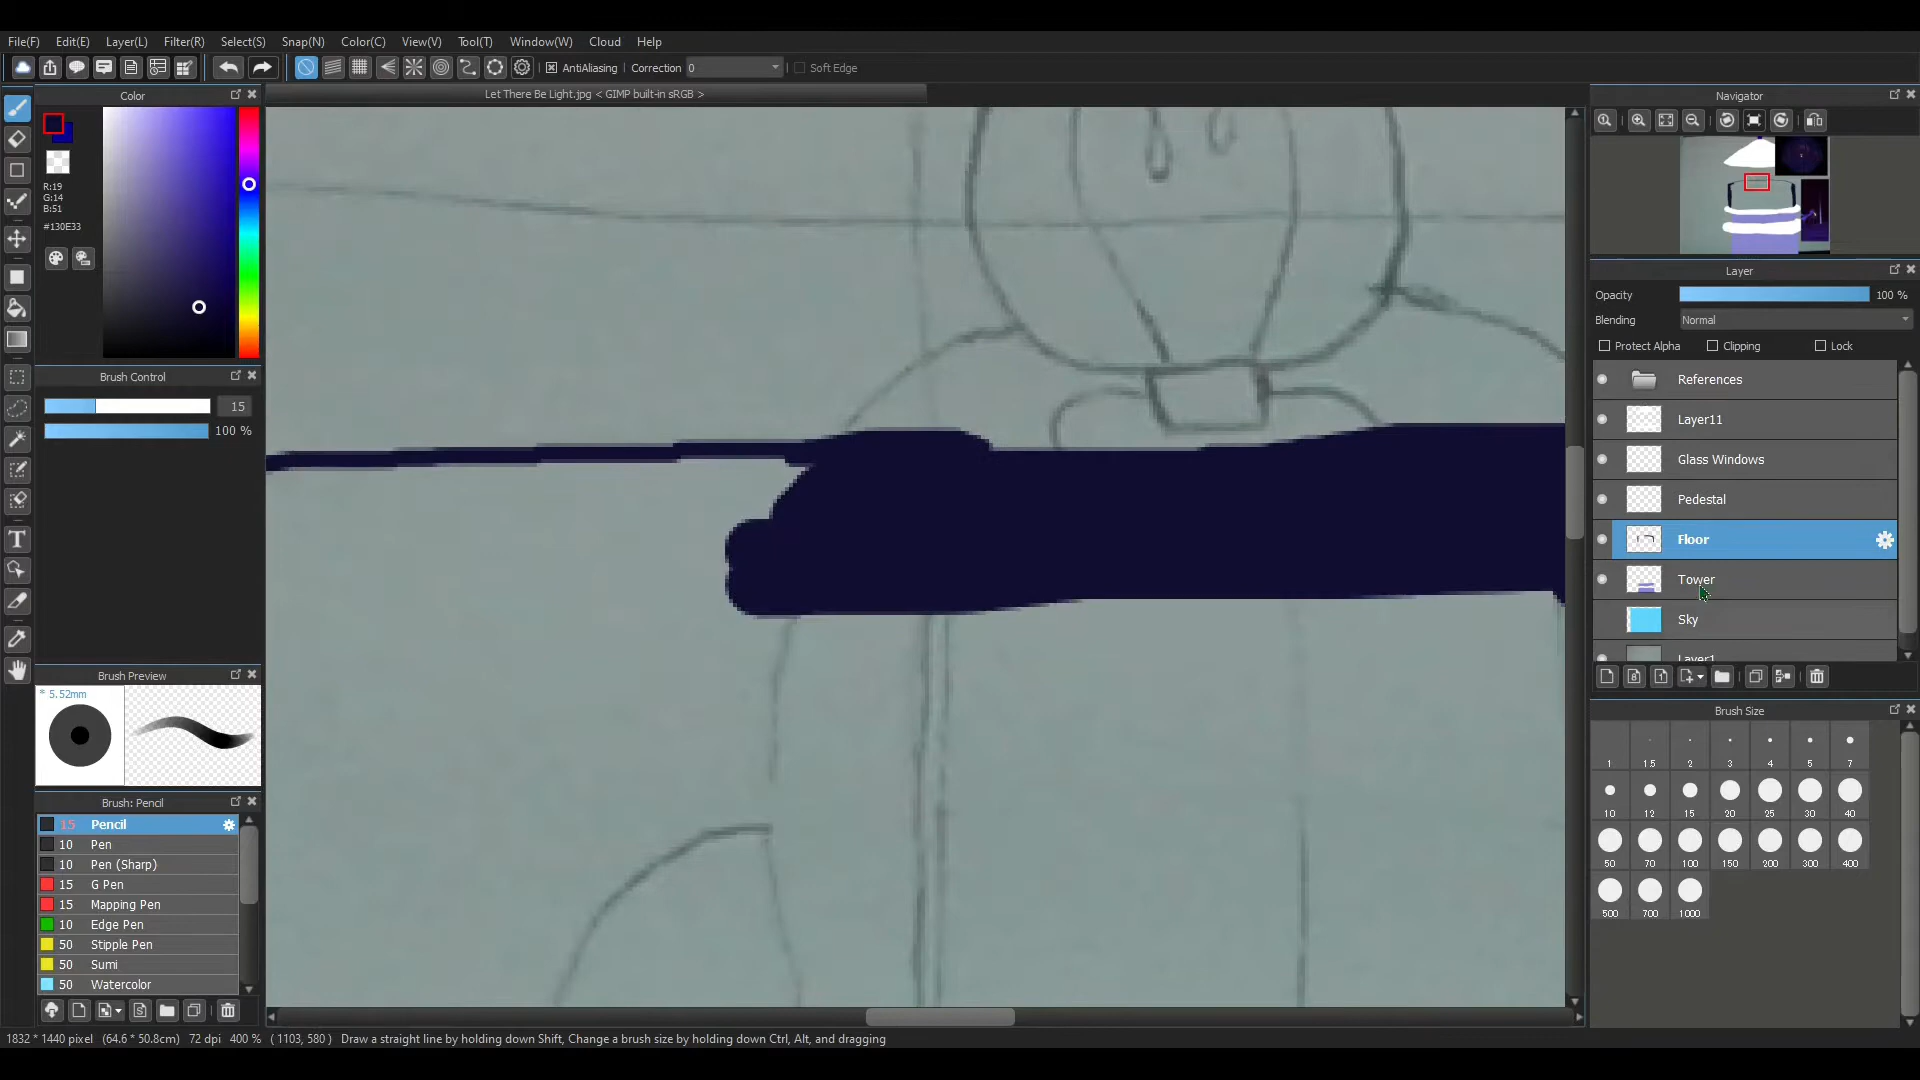 File(F) Edit(E) Layer(L) Filter(R) Select(S) Snap(N) Color(C) View(V) Tool(T) Window(W) Cloud Help
AntiAliasing Correction 0 Soft Edge
Color
Let There Be Light.jpg < GIMP built-in sRGB >
Navigator
R:19
G:14
B:51
#130E33
Layer
Opacity 100 %
Blending Normal
Protect Alpha Clipping Lock
Brush Control
15
100 %
References
Layer11
Glass Windows
Pedestal
Floor
Tower
Sky
Layer1
Brush Preview
* 5.52mm
Brush Size
1 1.5 2 3 4 5 7
10 12 15 20 25 30 40
50 70 100 150 200 300 400
500 700 1000
Brush: Pencil
15 Pencil
10 Pen
10 Pen (Sharp)
15 G Pen
15 Mapping Pen
10 Edge Pen
50 Stipple Pen
50 Sumi
50 Watercolor
1832 * 1440 pixel (64.6 * 50.8cm) 72 dpi 400 % ( 1103, 580 ) Draw a straight line by holding down Shift, Change a brush size by holding down Ctrl, Alt, and dragging